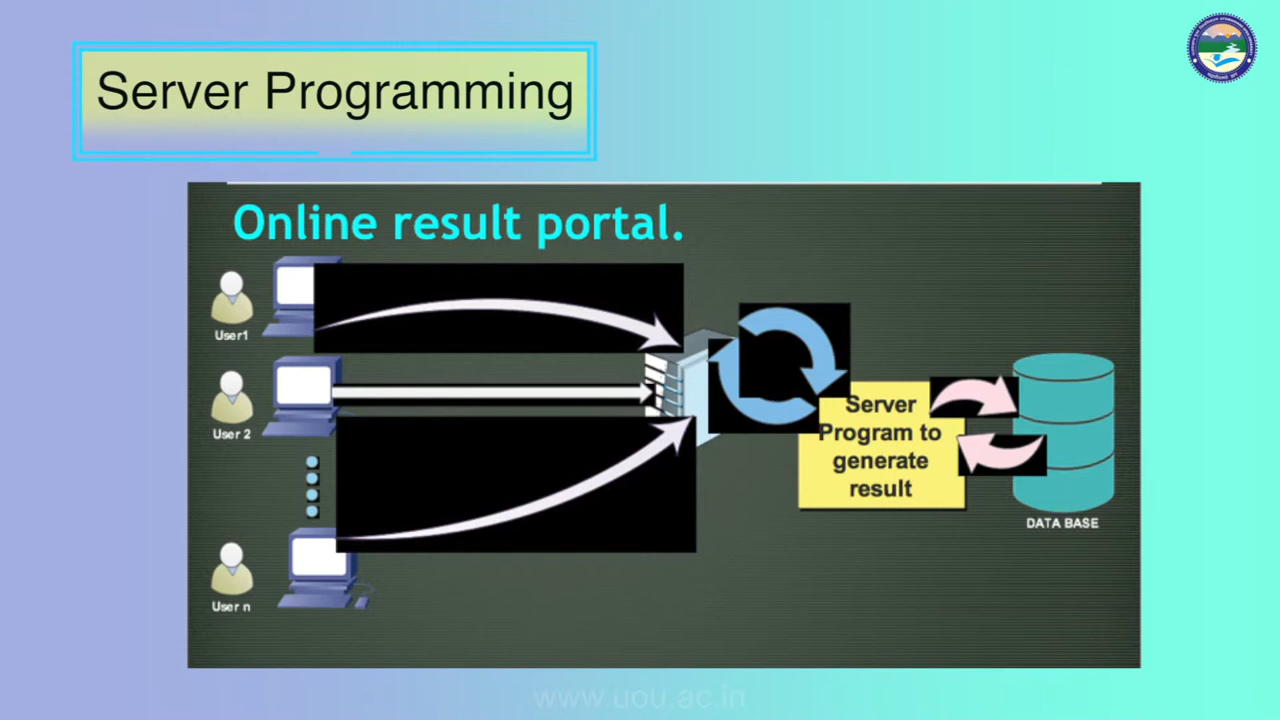 Server Programming
Online result portal.
User1
User 2
User n
Server
Program to
generate
result
DATA BASE
www.uou.ac.in